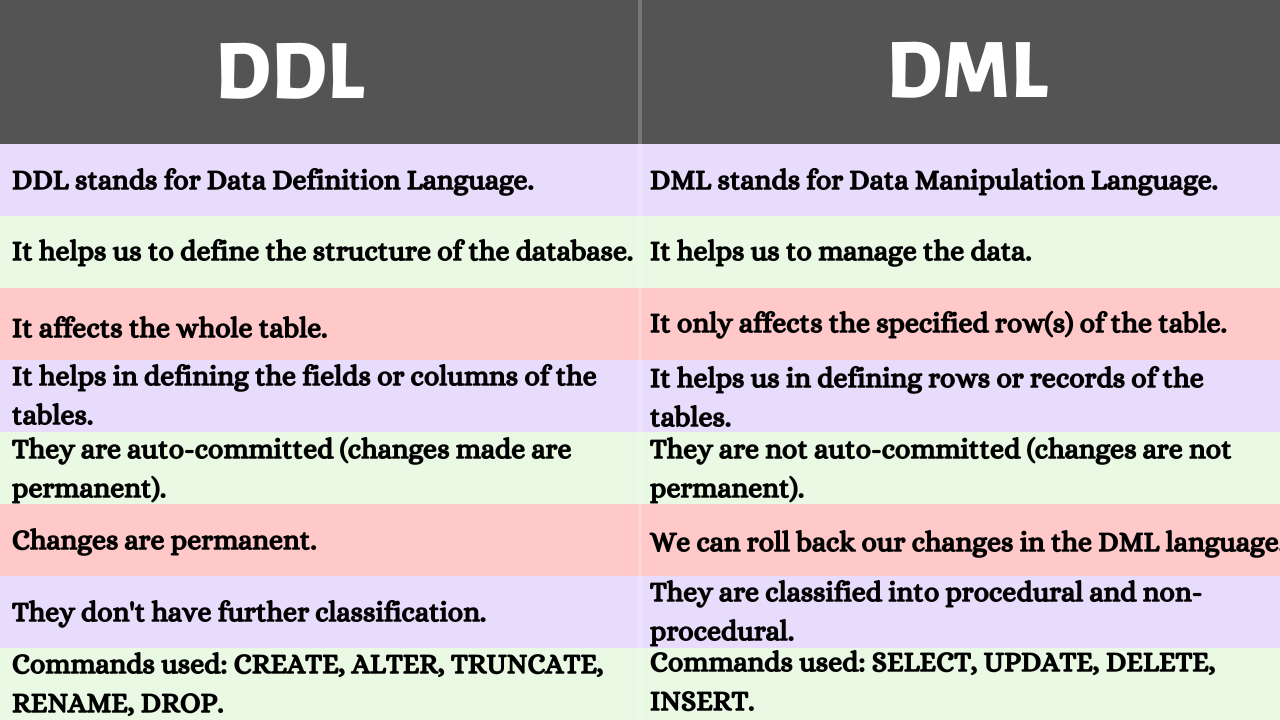 DDL
DML
DDL stands for Data Definition Language.
DML stands for Data Manipulation Language.
It helps us to define the structure of the database.
It helps us to manage the data.
It affects the whole table.
It only affects the specified row(s) of the table.
It helps in defining the fields or columns of the
tables.
It helps us in defining rows or records of the
tables.
They are auto-committed (changes made are
permanent).
They are not auto-committed (changes are not
permanent).
Changes are permanent.
We can roll back our changes in the DML language.
They don't have further classification.
They are classified into procedural and non-
procedural.
Commands used: CREATE, ALTER, TRUNCATE,
RENAME, DROP.
Commands used: SELECT, UPDATE, DELETE,
INSERT.